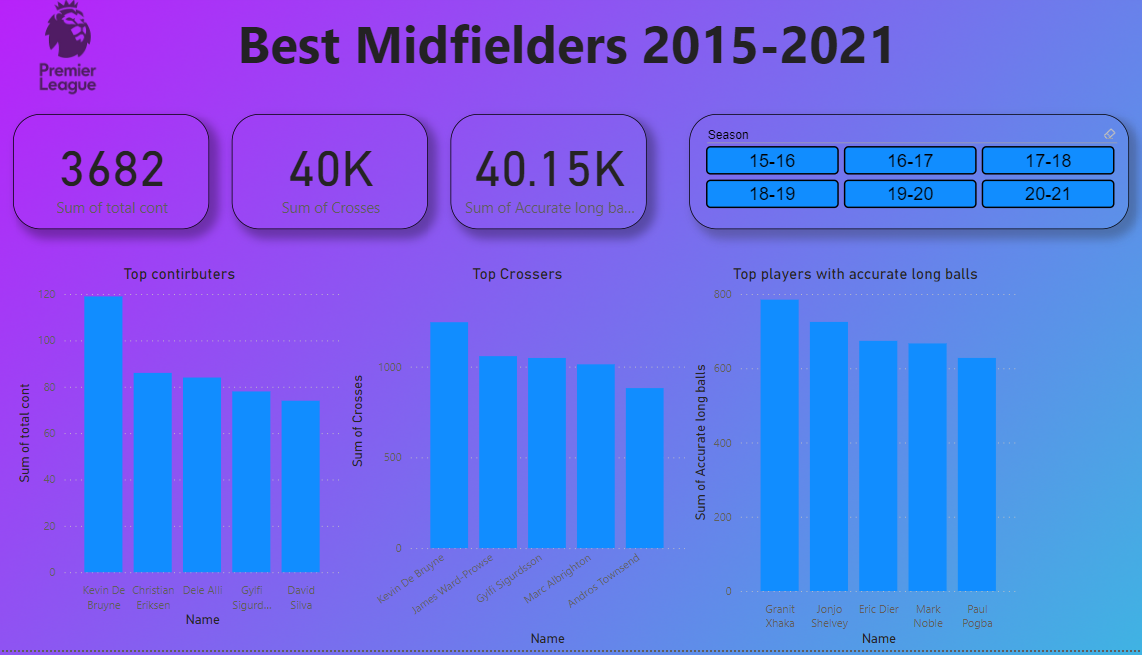 Premier
League
Best Midfielders 2015-2021
3682
Sum of total cont
40K
Sum of Crosses
40.15K
Sum of Accurate long ba...
Season
15-16
16-17
17-18
18-19
19-20
20-21
Top contirbuters
Sum of total cont
120
100
80
60
40
20
0
Kevin De
Bruyne
Christian
Eriksen
Dele Alli
Gylfi
Sigurd...
David
Silva
Name
Top Crossers
Sum of Crosses
1000
500
0
Kevin De Bruyne
James Ward-Prowse
Gylfi Sigurdsson
Marc Albrighton
Andros Townsend
Name
Top players with accurate long balls
Sum of Accurate long balls
800
600
400
200
0
Granit
Xhaka
Jonjo
Shelvey
Eric Dier
Mark
Noble
Paul
Pogba
Name